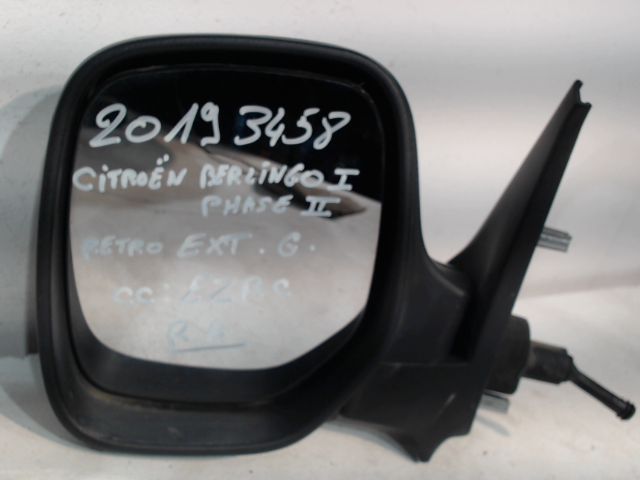 20193458
CITROËN BERLINGO I
PHASE II
RETRO EXT. G.
CC: EZRC